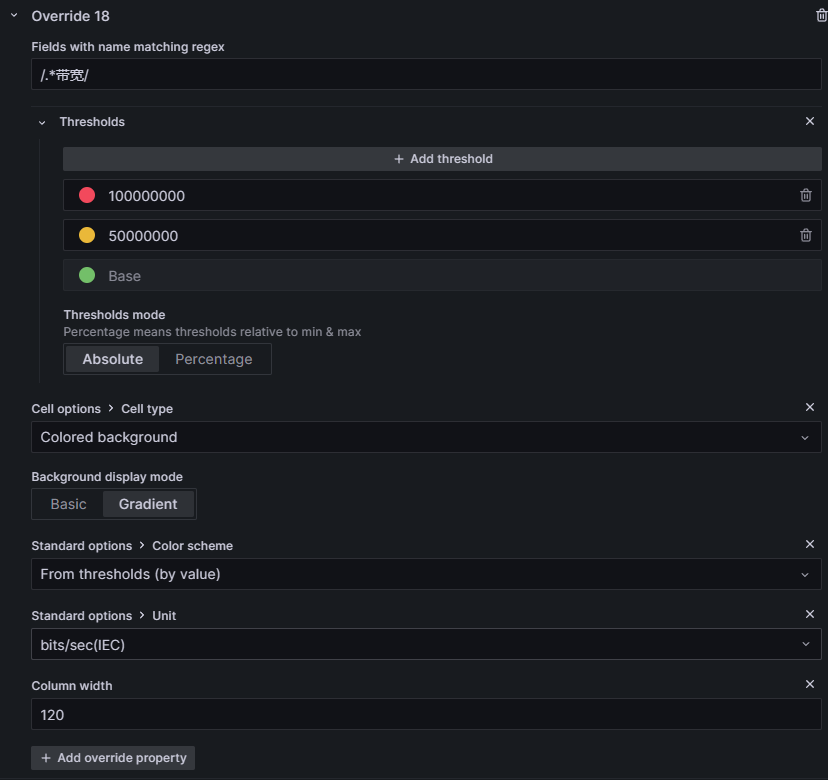 Override 18
Fields with name matching regex
/.*带宽/
Thresholds
Add threshold
100000000
50000000
Base
Thresholds mode
Percentage means thresholds relative to min & max
Absolute Percentage
Cell options > Cell type
Colored background
Background display mode
Basic Gradient
Standard options > Color scheme
From thresholds (by value)
Standard options > Unit
bits/sec(IEC)
Column width
120
Add override property